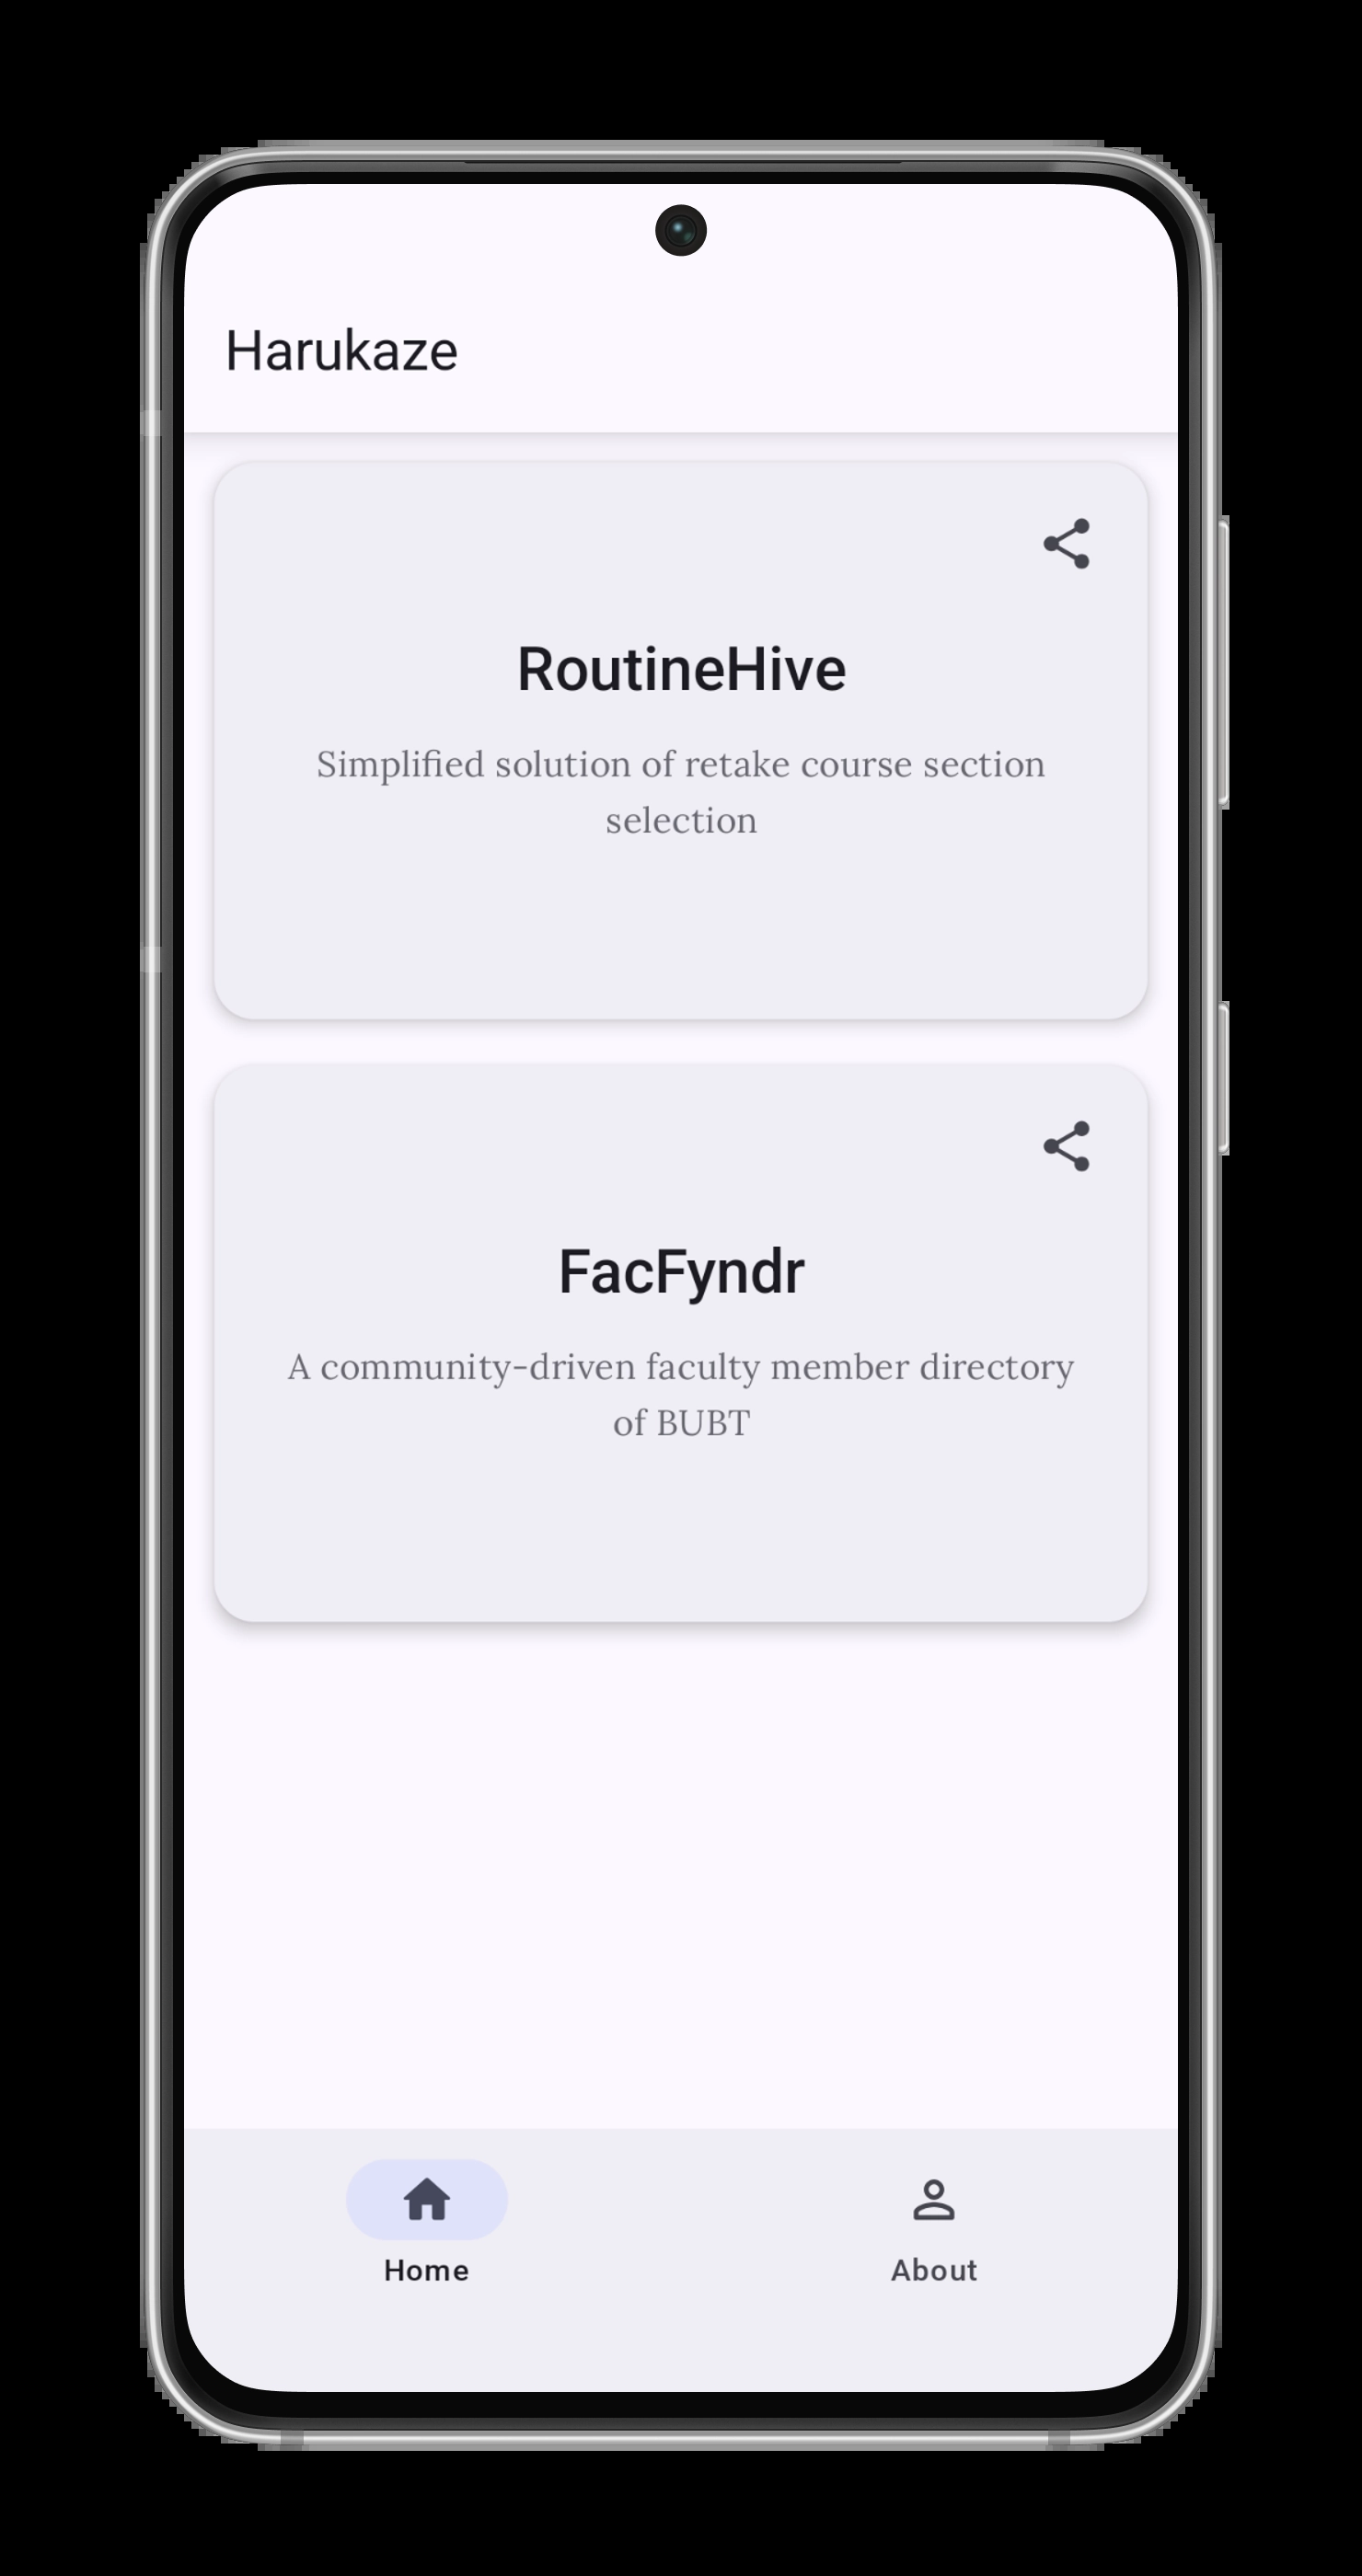 Harukaze
RoutineHive
Simplified solution of retake course section
selection
FacFyndr
A community-driven faculty member directory
of BUBT
Home
About